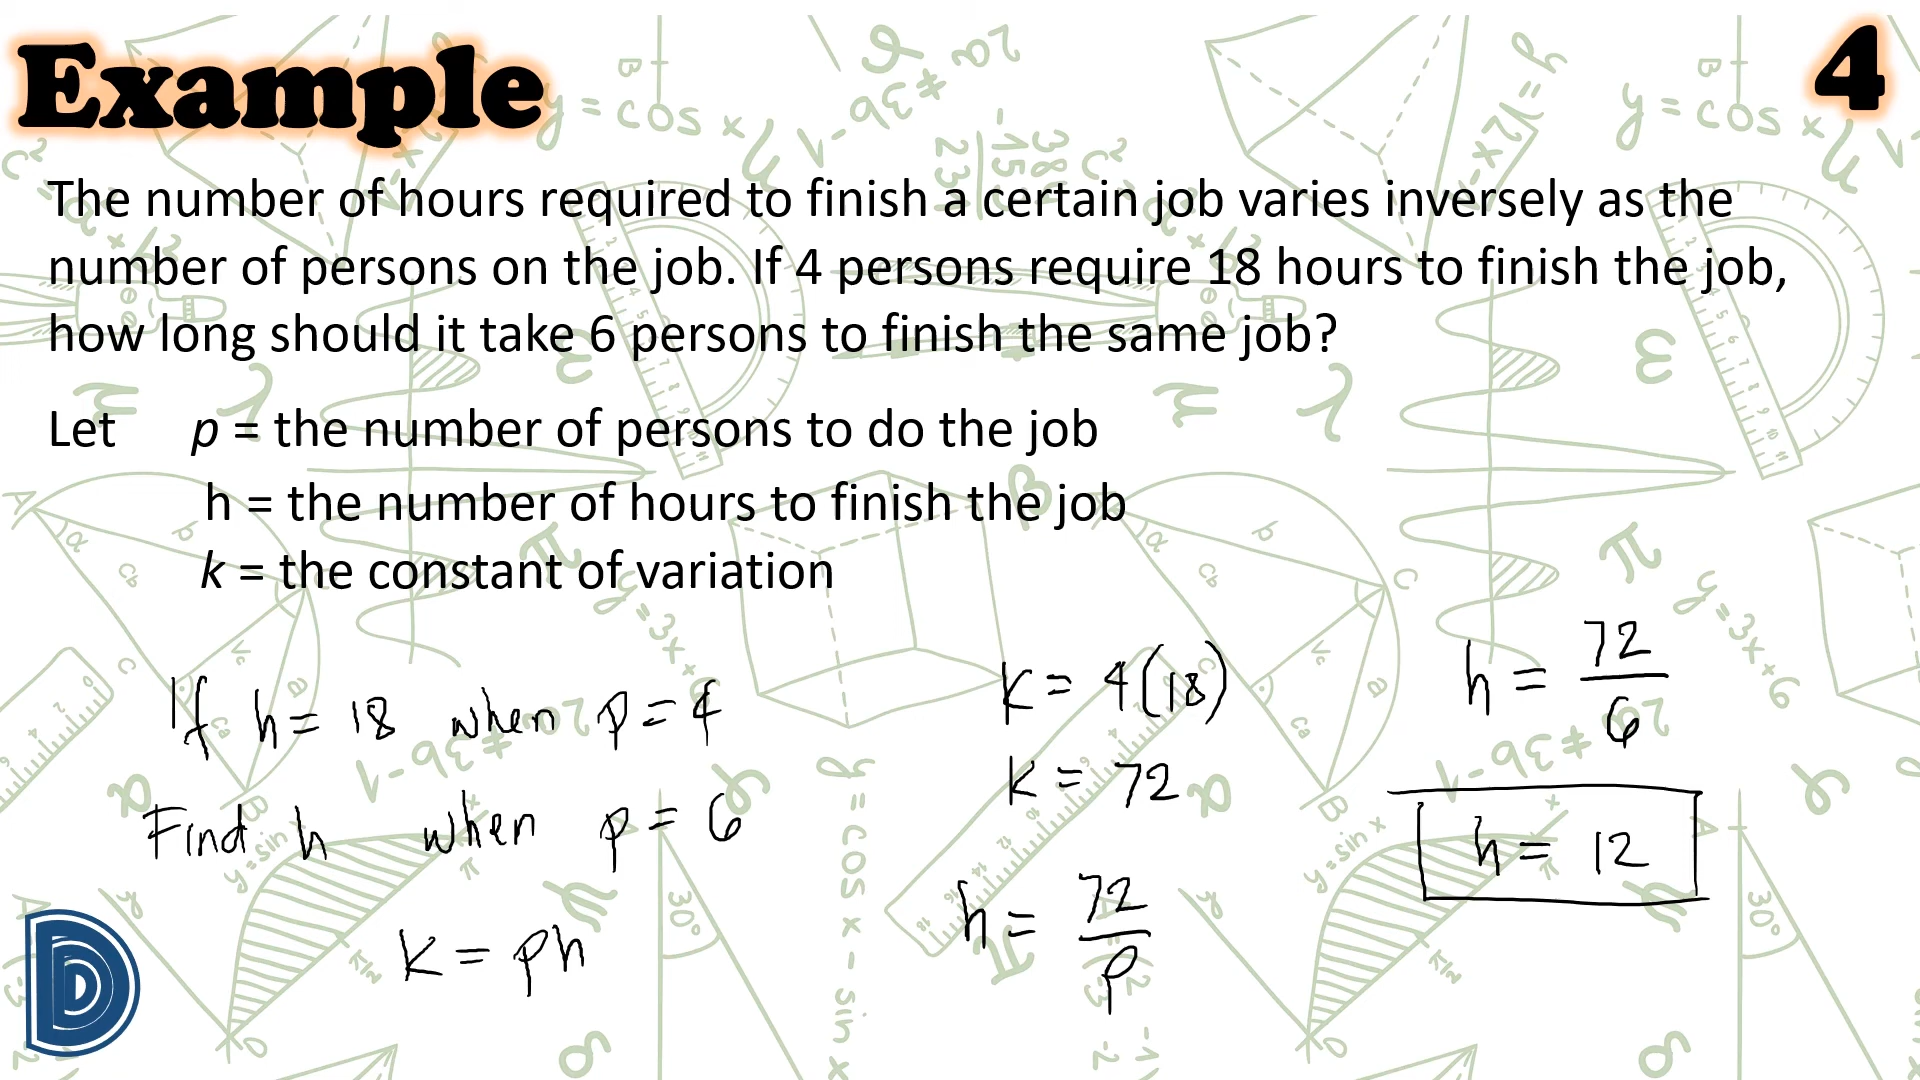 Example
4
The number of hours required to finish a certain job varies inversely as the
number of persons on the job. If 4 persons require 18 hours to finish the job,
how long should it take 6 persons to finish the same job?
Let p = the number of persons to do the job
h = the number of hours to finish the job
k = the constant of variation
If h = 18 when p = 4
Find h when p = 6
k = ph
k = 4(18)
k = 72
h = 72/p
h = 72/6
h = 12